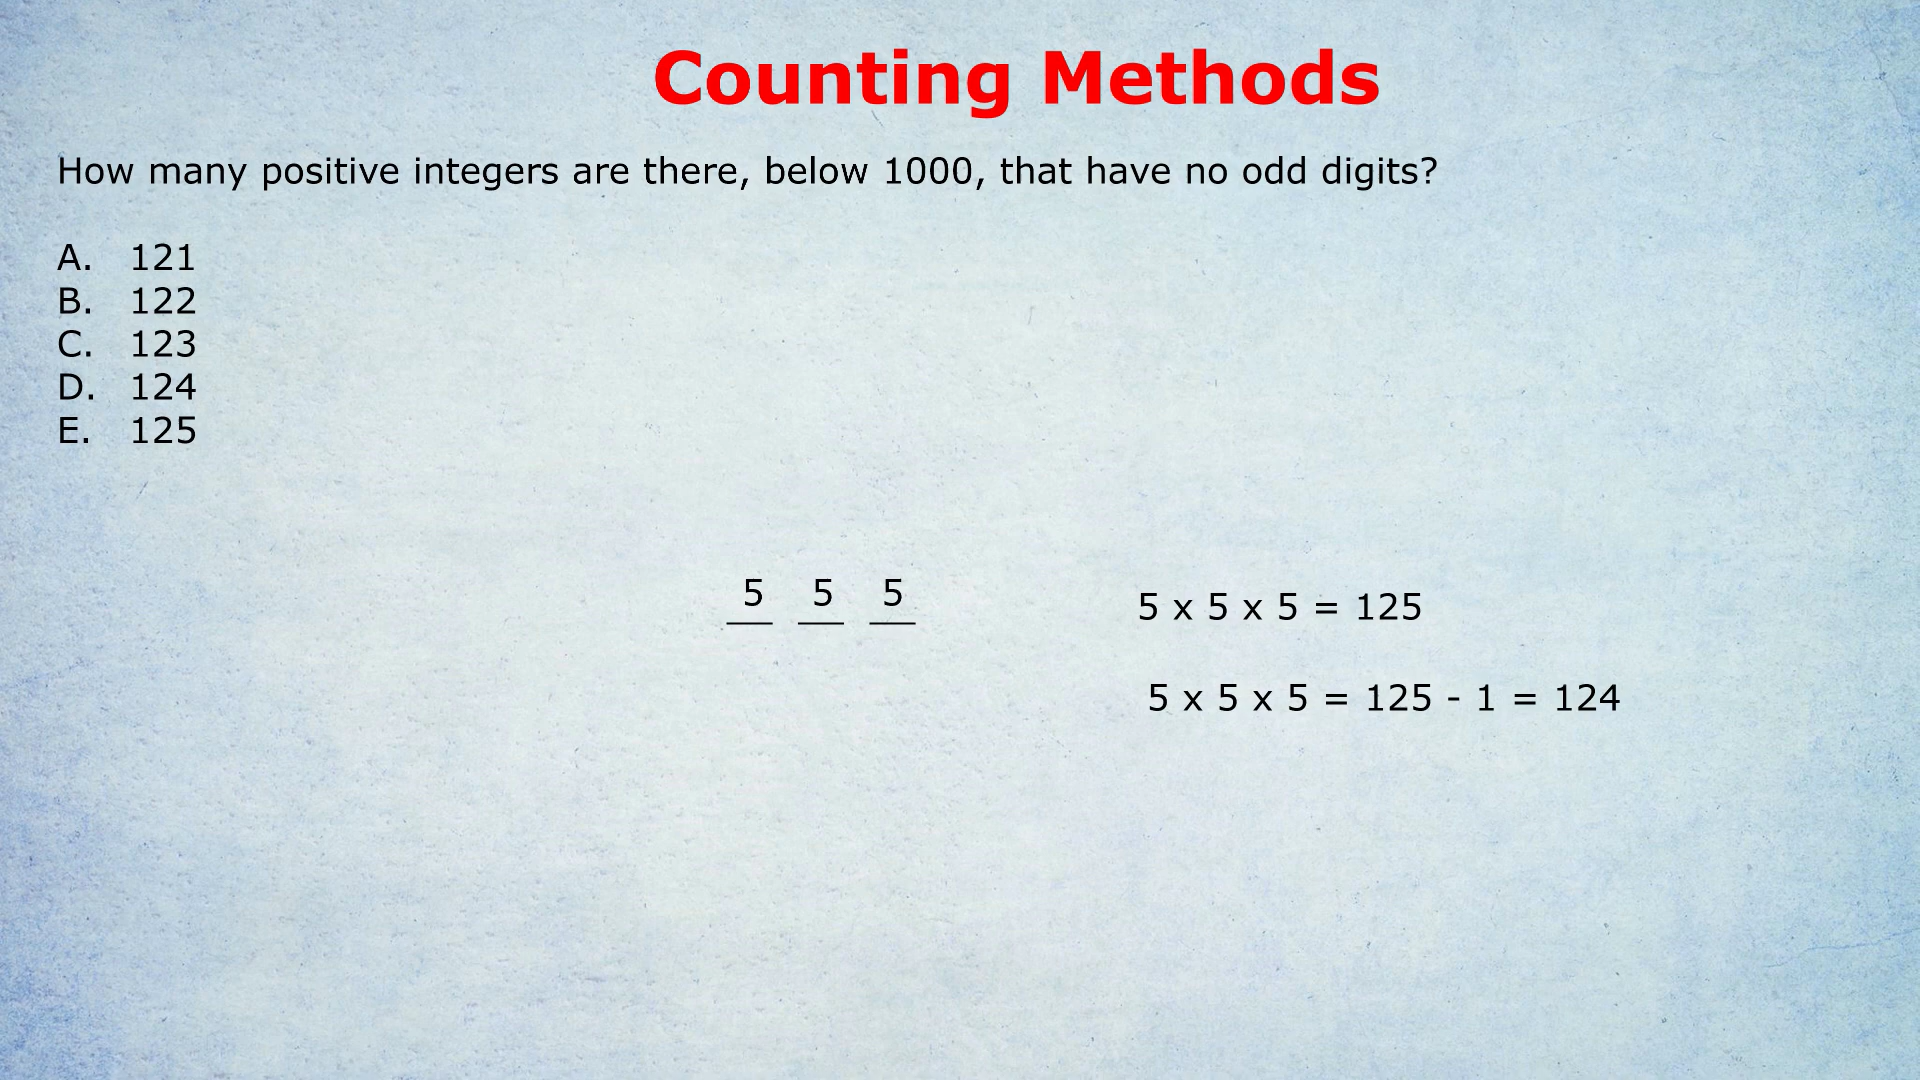 Counting Methods
How many positive integers are there, below 1000, that have no odd digits?
A. 121
B. 122
C. 123
D. 124
E. 125
5 5 5
5 x 5 x 5 = 125
5 x 5 x 5 = 125 - 1 = 124